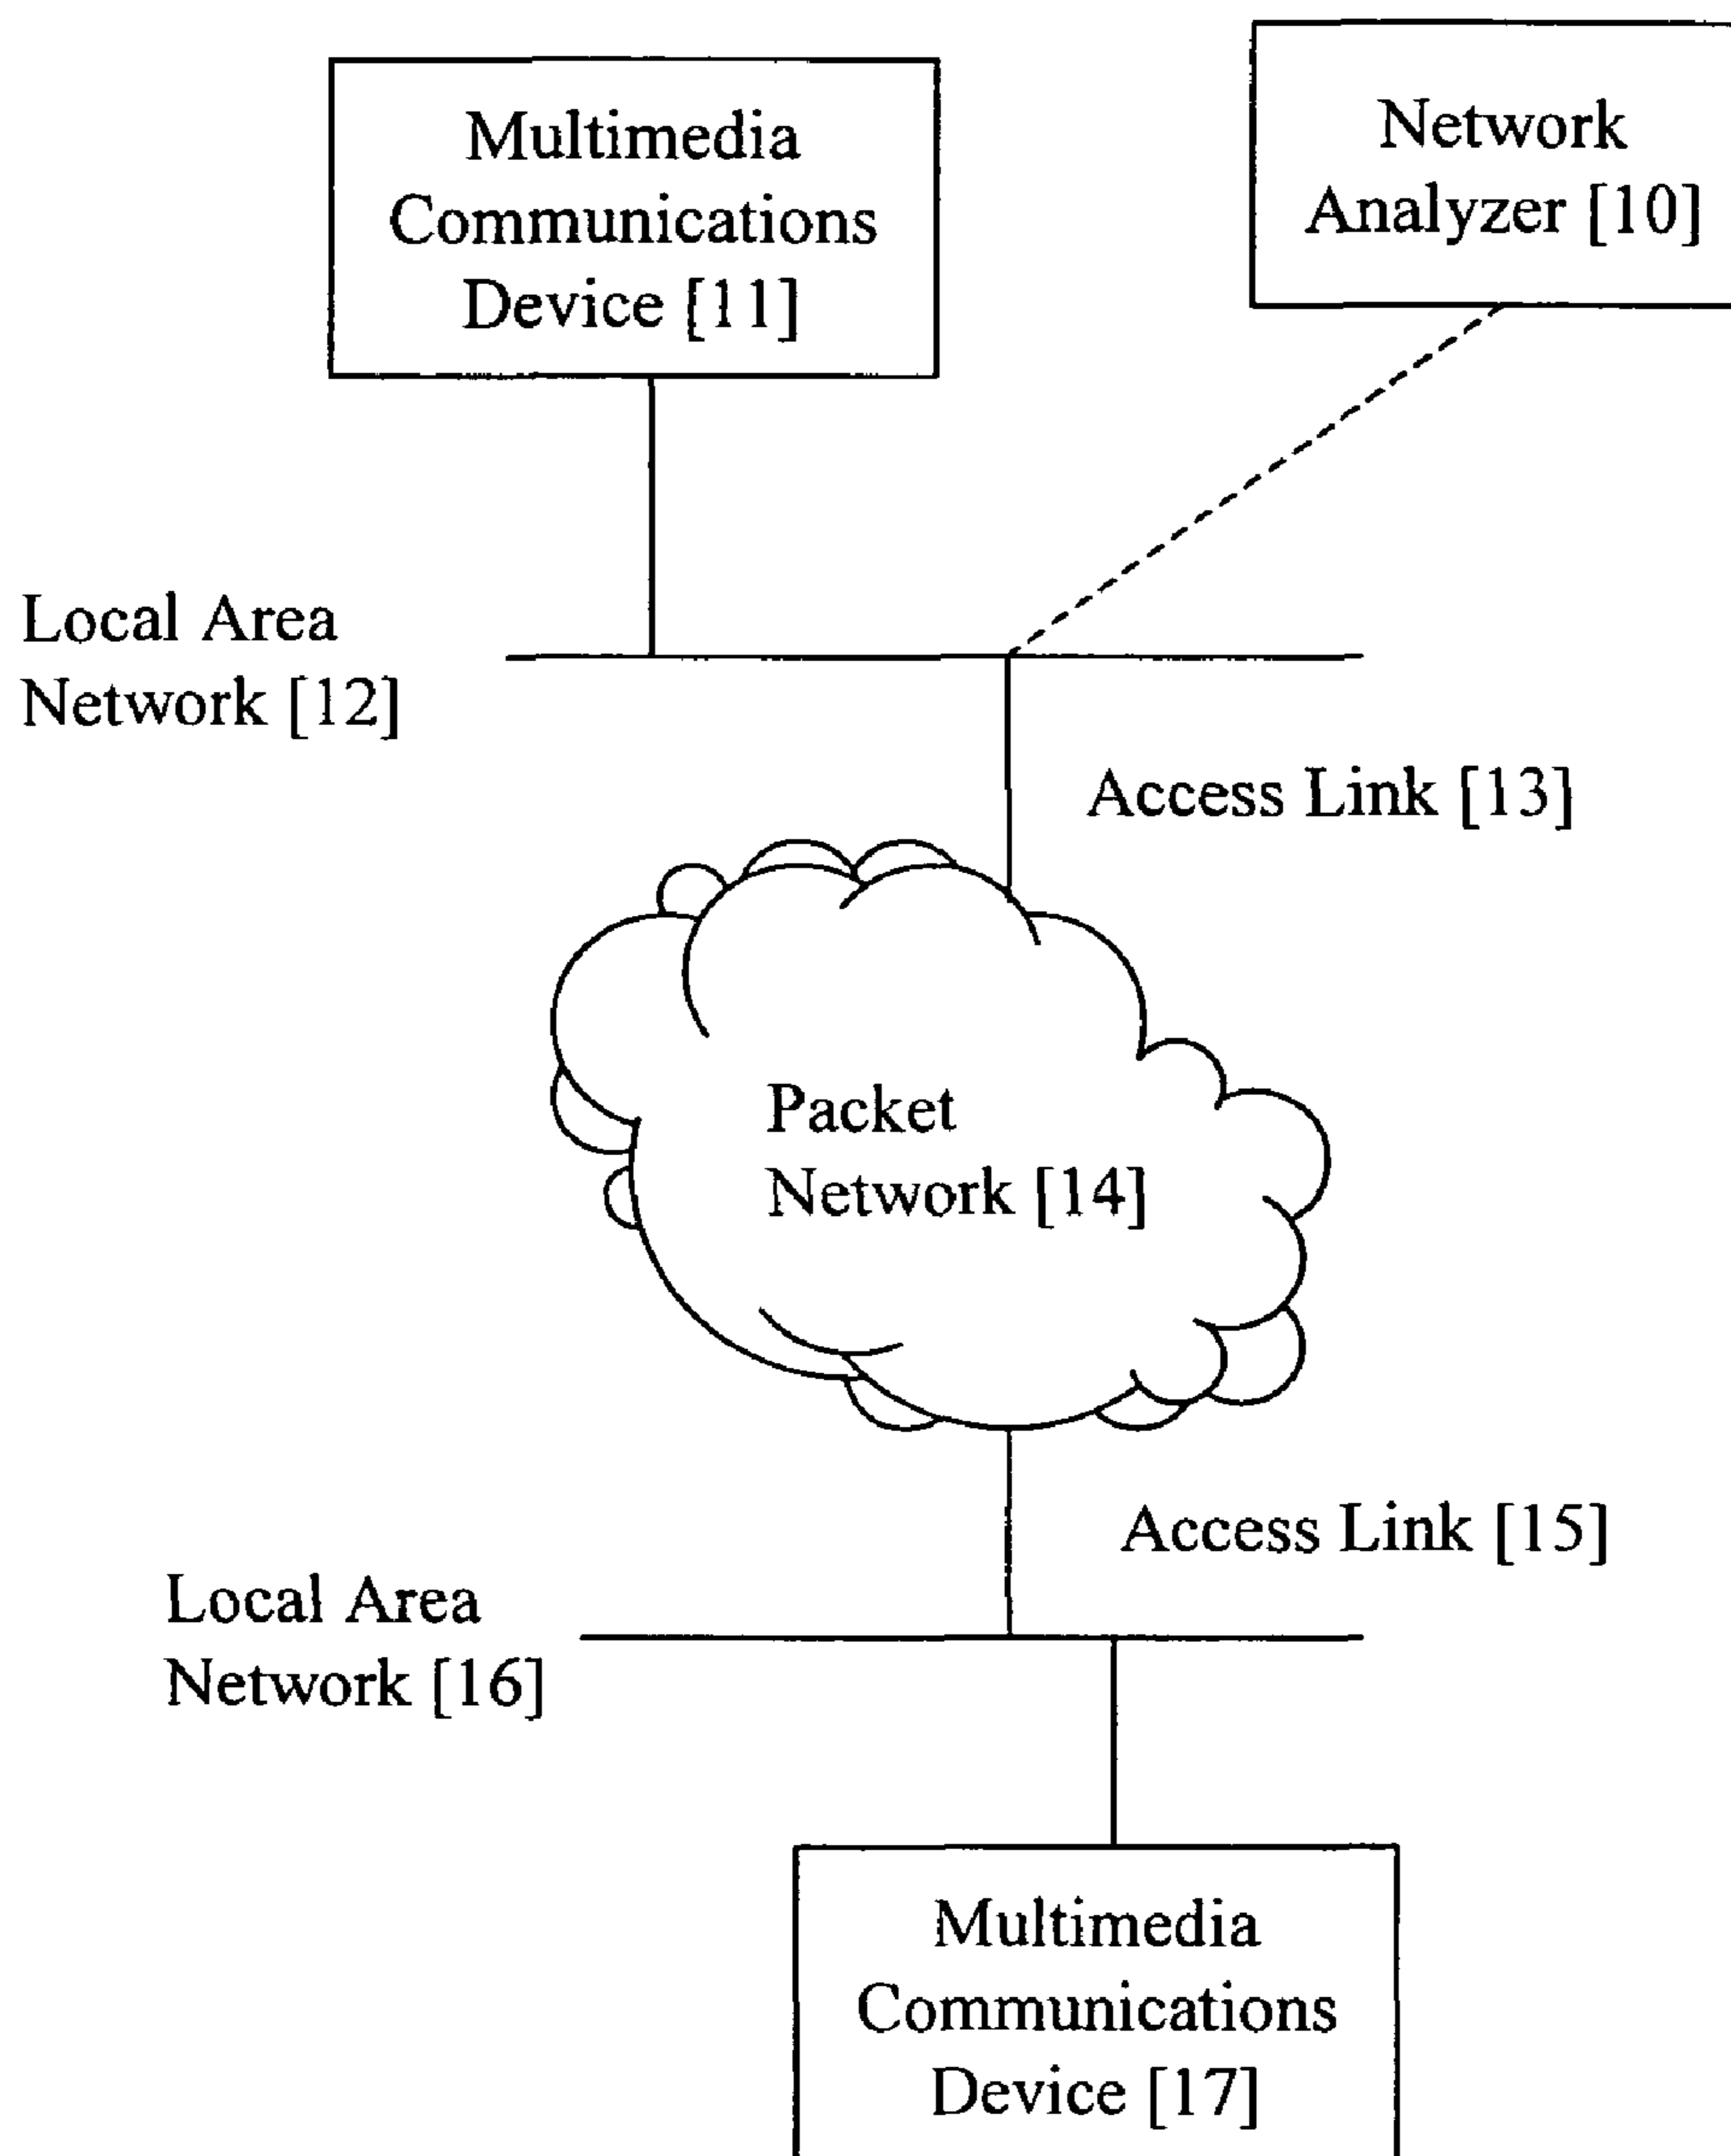 Multimedia
Communications
Device [11]
Network
Analyzer [10]
Local Area
Network [12]
Access Link [13]
Packet
Network [14]
Access Link [15]
Local Area
Network [16]
Multimedia
Communications
Device [17]